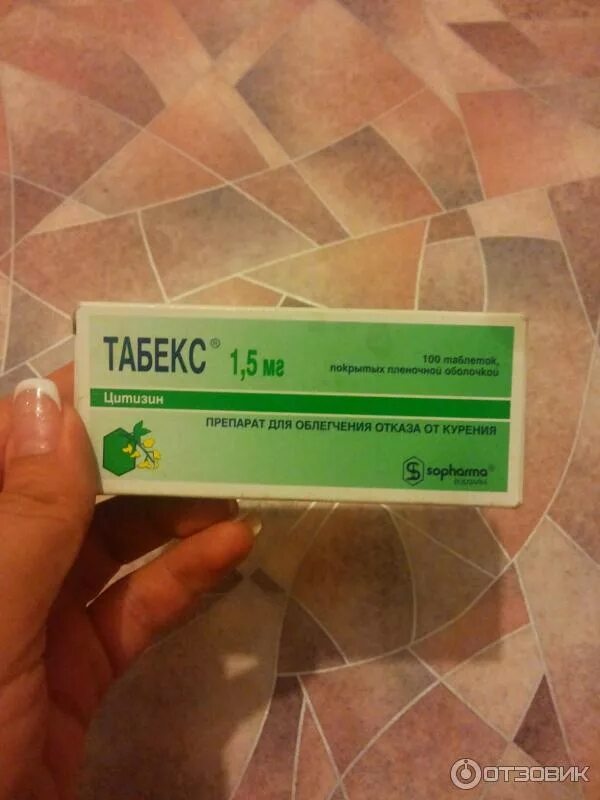 ТАБЕКС® 1,5 мг
100 таблеток,
покрытых пленочной оболочкой
Цитизин
ПРЕПАРАТ ДЛЯ ОБЛЕГЧЕНИЯ ОТКАЗА ОТ КУРЕНИЯ
sopharma®
ОТЗОВИК